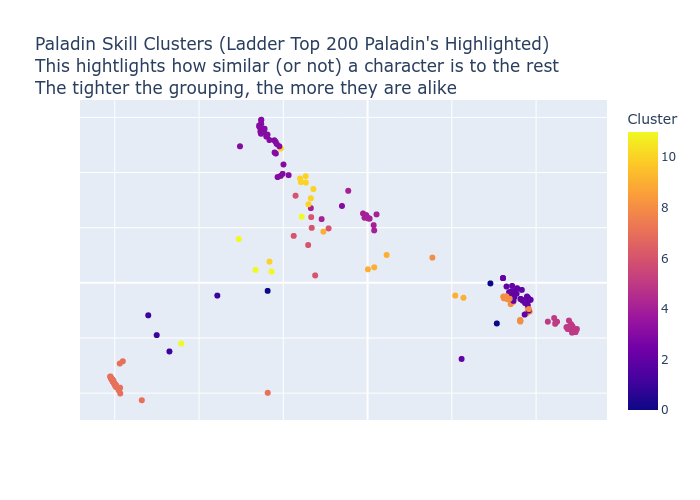 Paladin Skill Clusters (Ladder Top 200 Paladin's Highlighted)
This hightlights how similar (or not) a character is to the rest
The tighter the grouping, the more they are alike
Cluster
10
8
6
4
2
0